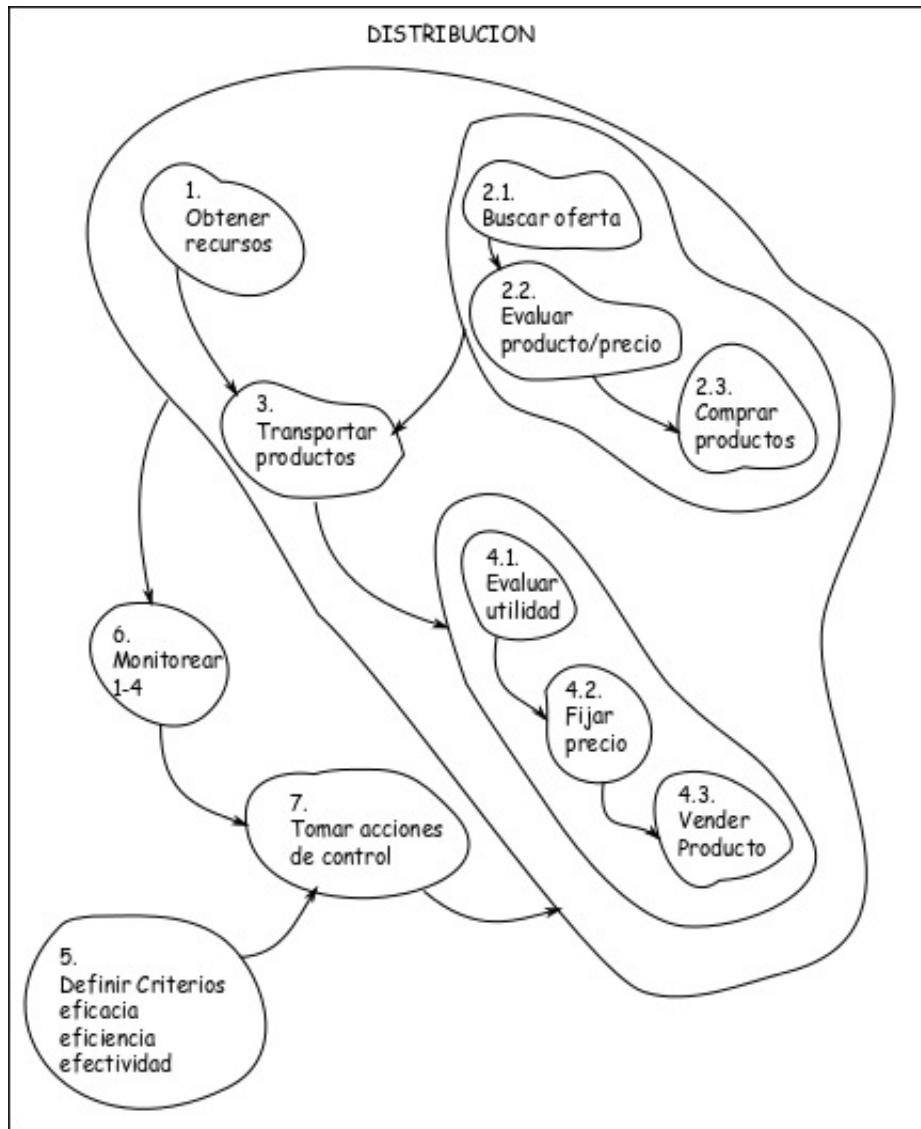 DISTRIBUCION
1.
Obtener
recursos
2.1.
Buscar oferta
2.2.
Evaluar
producto/precio
2.3.
Comprar
productos
3.
Transportar
productos
4.1.
Evaluar
utilidad
4.2.
Fijar
precio
4.3.
Vender
Producto
6.
Monitorear
1-4
7.
Tomar acciones
de control
5.
Definir Criterios
eficacia
eficiencia
efectividad